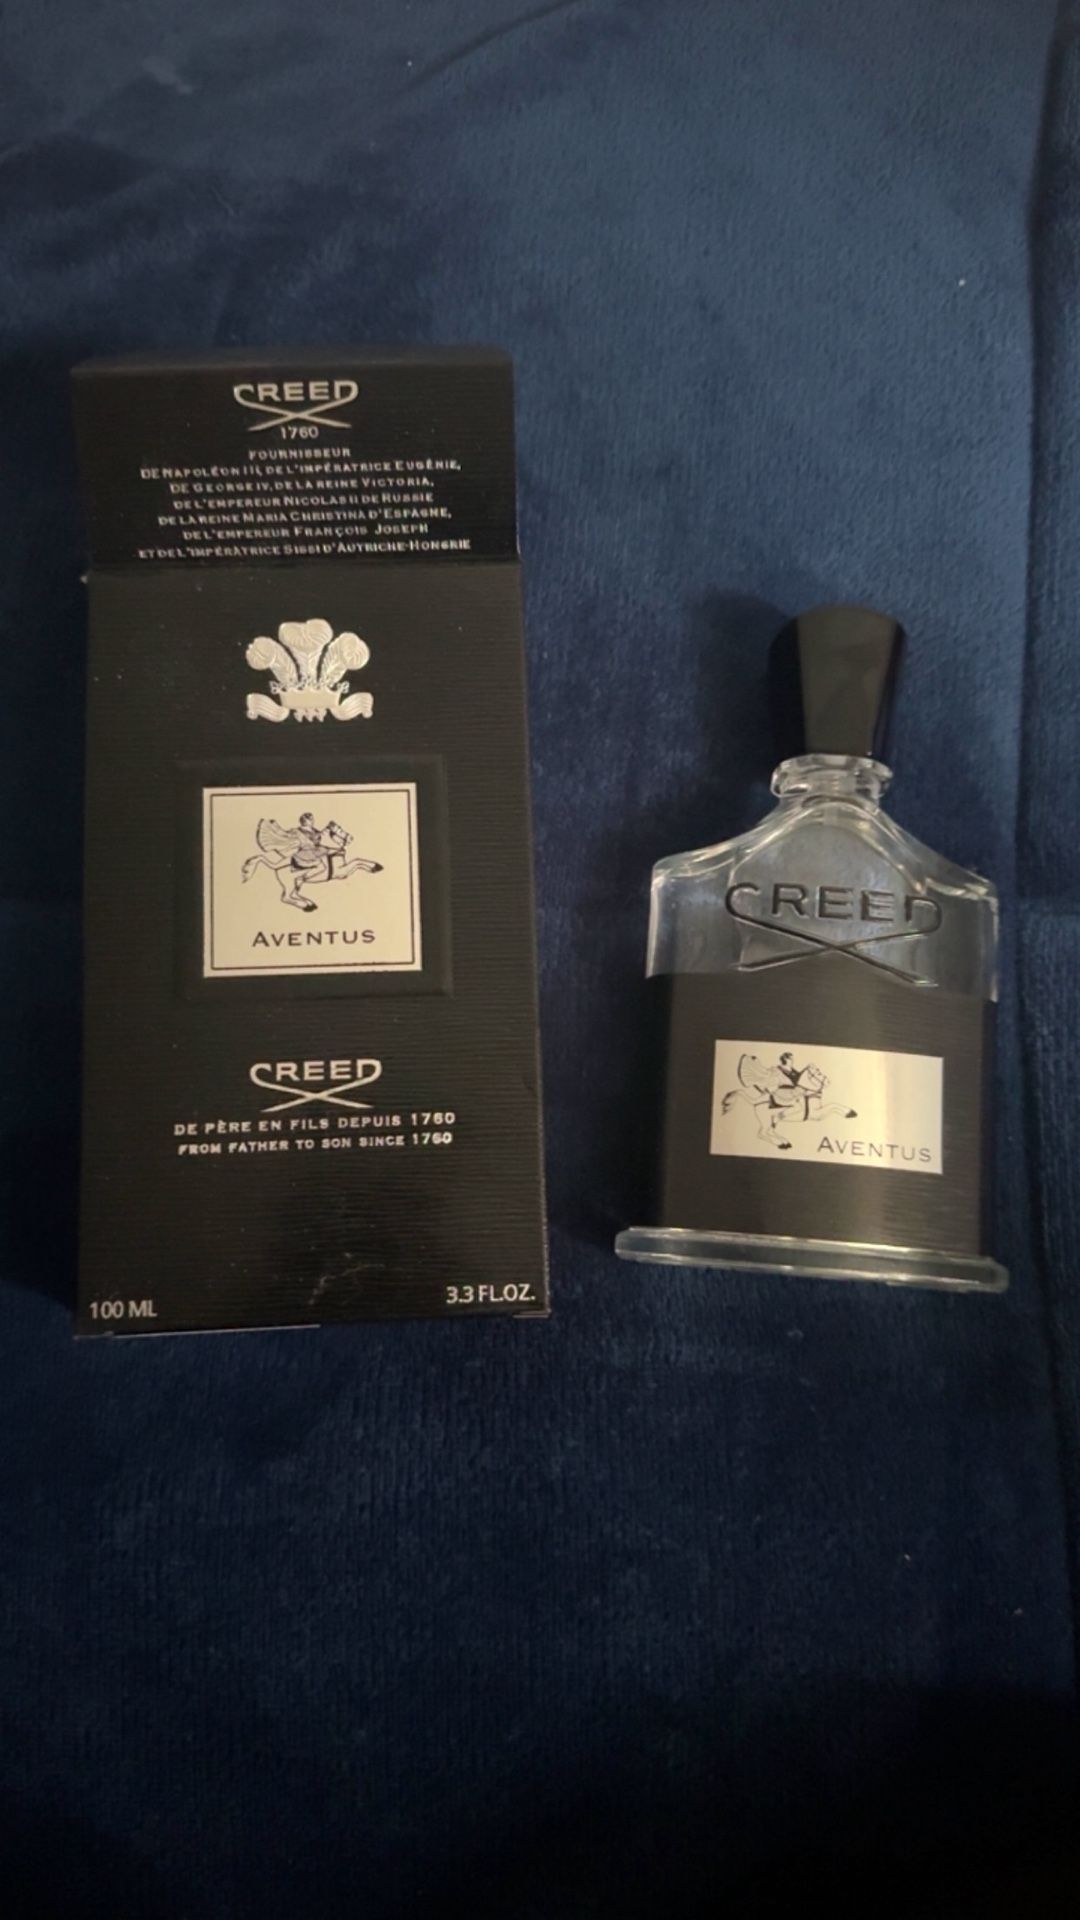 CREED
1760
FOURNISSEUR
DE NAPOLÉON III, DE L'IMPÉRATRICE EUGÉNIE,
DE GEORGE IV, DE LA REINE VICTORIA,
DE L'EMPEREUR NICOLAS II DE RUSSIE
DE LA REINE MARIA CHRISTINA D'ESPAGNE,
DE L'EMPEREUR FRANÇOIS JOSEPH
ET DE L'IMPÉRATRICE SISSI D'AUTRICHE-HONGRIE
AVENTUS
CREED
DE PÈRE EN FILS DEPUIS 1760
FROM FATHER TO SON SINCE 1760
100 ML
3.3 FL.OZ.
CREED
AVENTUS